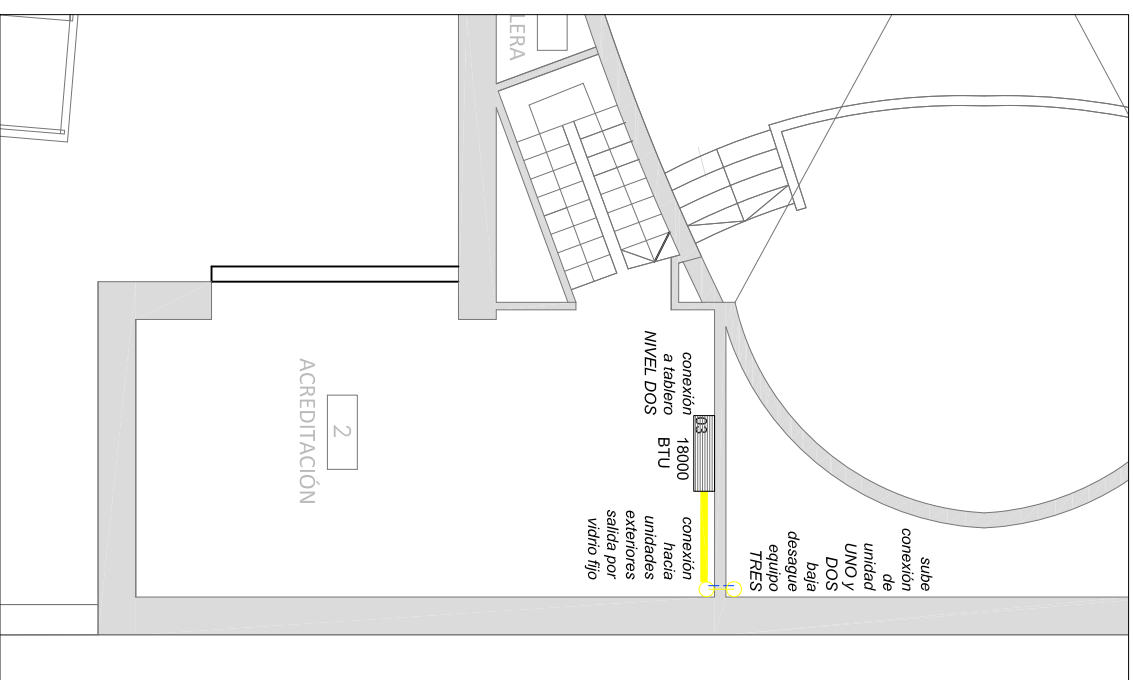 LERA
2
ACREDITACIÓN
conexión
a tablero
NIVEL DOS
03
18000
BTU
conexión
hacia
unidades
exteriores
salida por
vidrio fijo
sube
conexión
de
unidad
UNO y
DOS
baja
desague
equipo
TRES